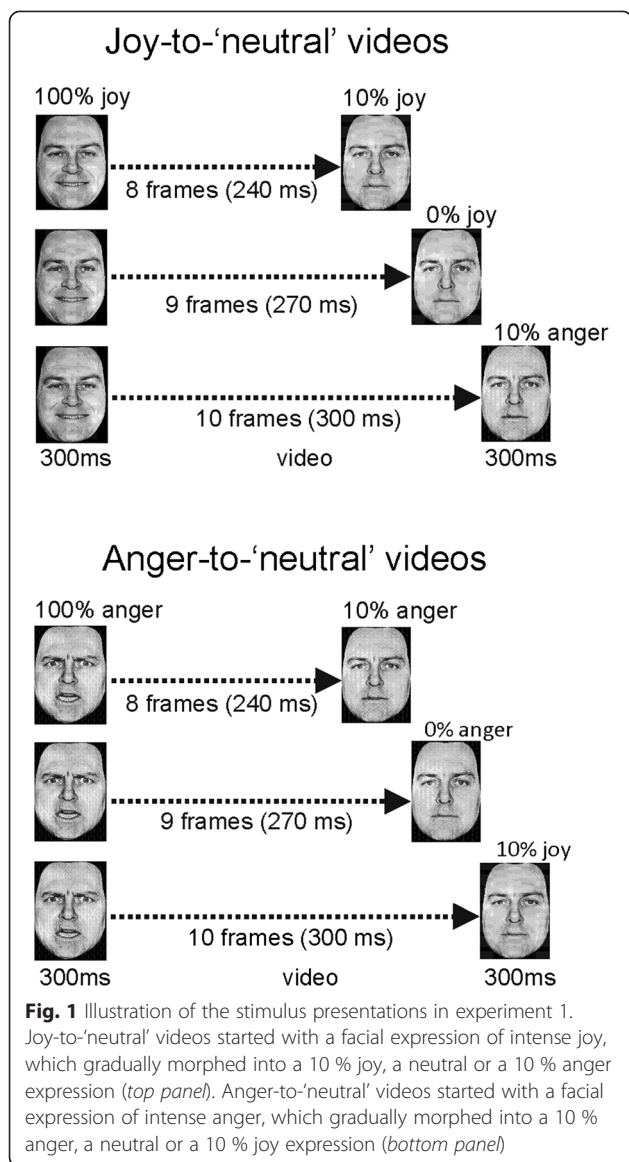 Joy-to-‘neutral’ videos
100% joy
10% joy
8 frames (240 ms)
0% joy
9 frames (270 ms)
10% anger
10 frames (300 ms)
300ms
video
300ms
Anger-to-‘neutral’ videos
100% anger
10% anger
8 frames (240 ms)
0% anger
9 frames (270 ms)
10% joy
10 frames (300 ms)
300ms
video
300ms
Fig. 1 Illustration of the stimulus presentations in experiment 1.
Joy-to-‘neutral’ videos started with a facial expression of intense joy,
which gradually morphed into a 10 % joy, a neutral or a 10 % anger
expression (top panel). Anger-to-‘neutral’ videos started with a facial
expression of intense anger, which gradually morphed into a 10 %
anger, a neutral or a 10 % joy expression (bottom panel)